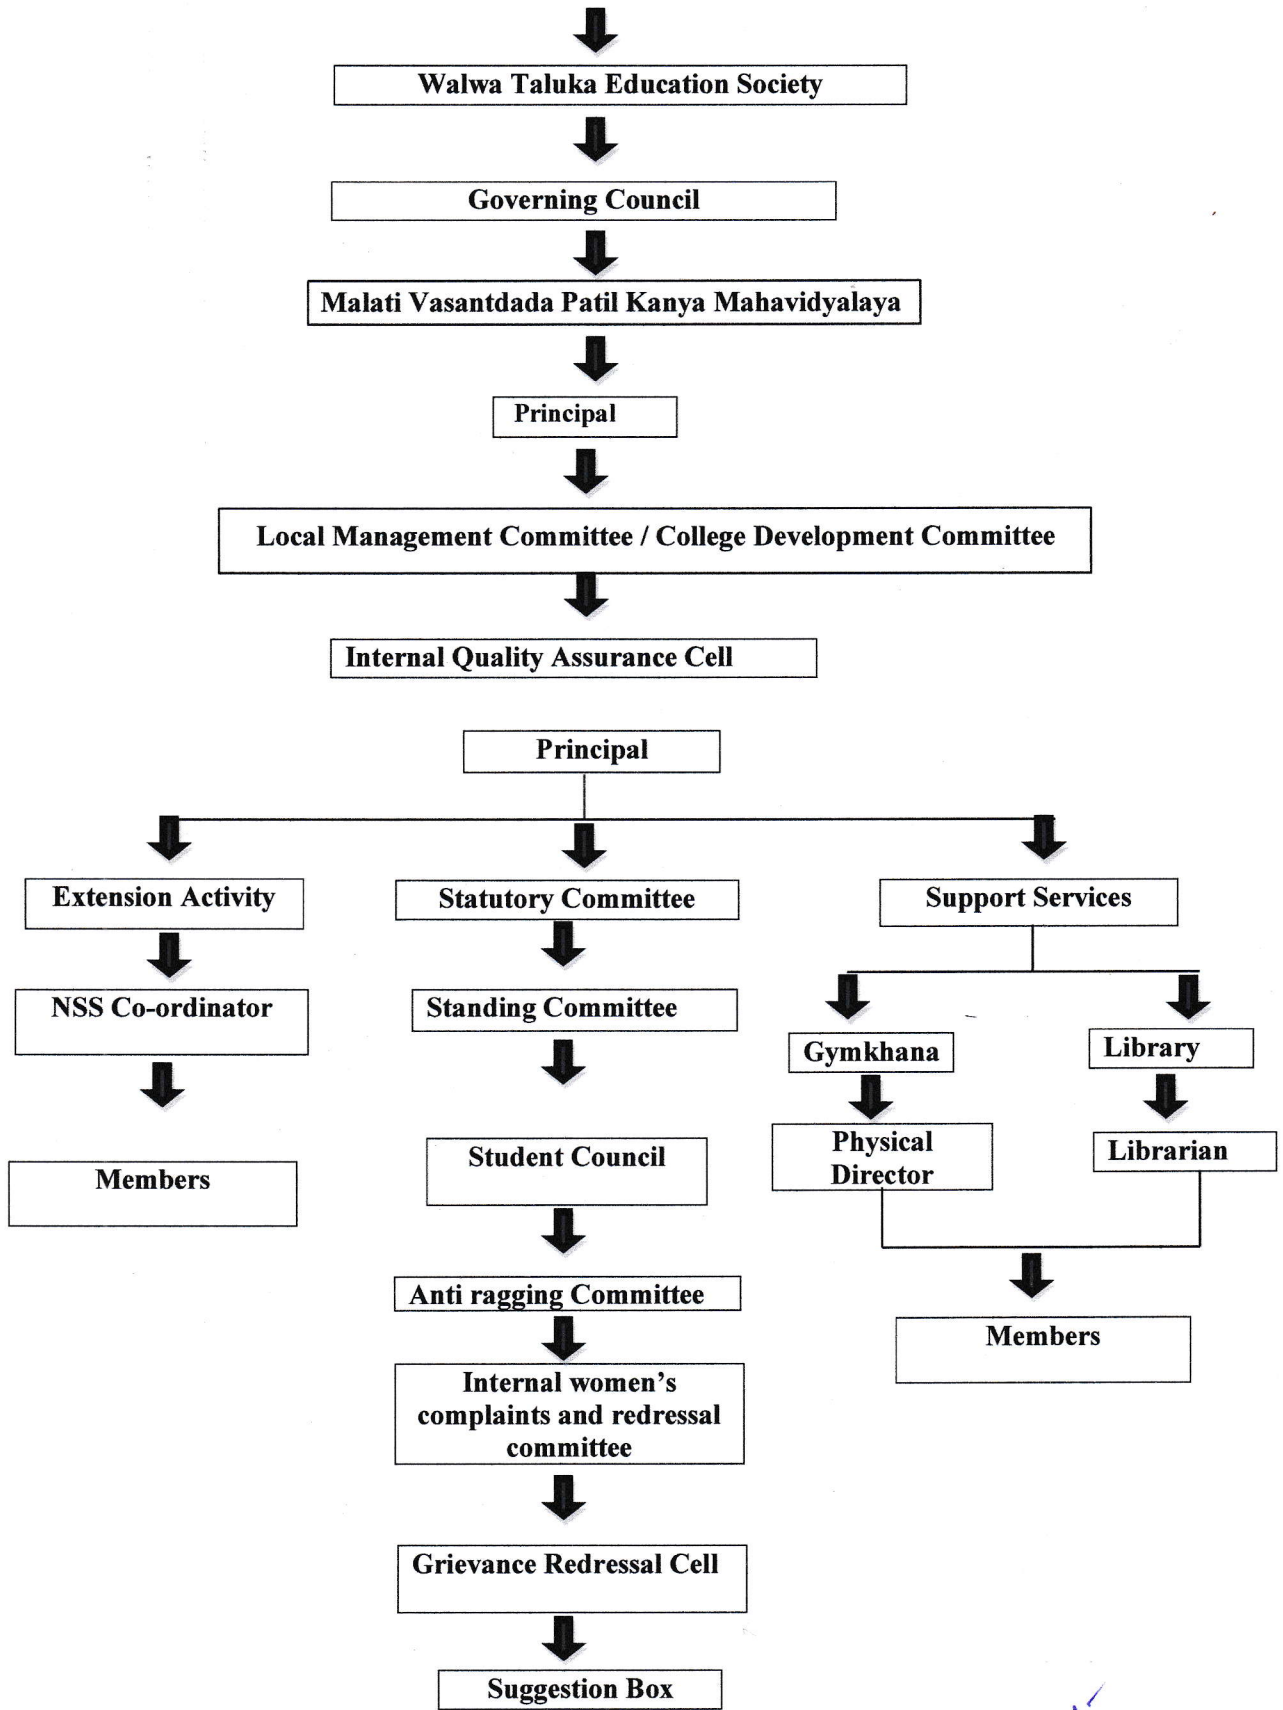 Walwa Taluka Education Society
Governing Council
Malati Vasantdada Patil Kanya Mahavidyalaya
Principal
Local Management Committee / College Development Committee
Internal Quality Assurance Cell
Principal
Extension Activity
NSS Co-ordinator
Members
Statutory Committee
Standing Committee
Student Council
Anti ragging Committee
Internal women's
complaints and redressal
committee
Grievance Redressal Cell
Suggestion Box
Support Services
Gymkhana
Physical
Director
Library
Librarian
Members